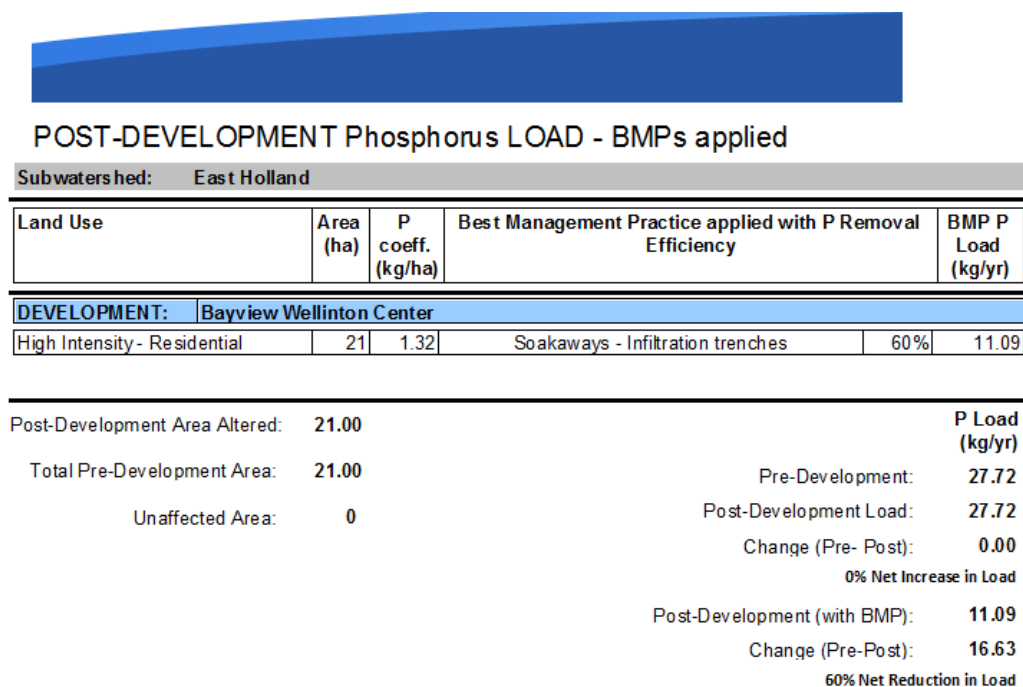 POST-DEVELOPMENT Phosphorus LOAD - BMPs applied
Subwatershed: East Holland
Land Use Area (ha) P coeff. (kg/ha) Best Management Practice applied with P Removal Efficiency BMP P Load (kg/yr)
DEVELOPMENT: Bayview Wellinton Center
High Intensity - Residential 21 1.32 Soakaways - Infiltration trenches 60% 11.09
Post-Development Area Altered: 21.00
Total Pre-Development Area: 21.00
Unaffected Area: 0
P Load
(kg/yr)
Pre-Development: 27.72
Post-Development Load: 27.72
Change (Pre- Post): 0.00
0% Net Increase in Load
Post-Development (with BMP): 11.09
Change (Pre-Post): 16.63
60% Net Reduction in Load